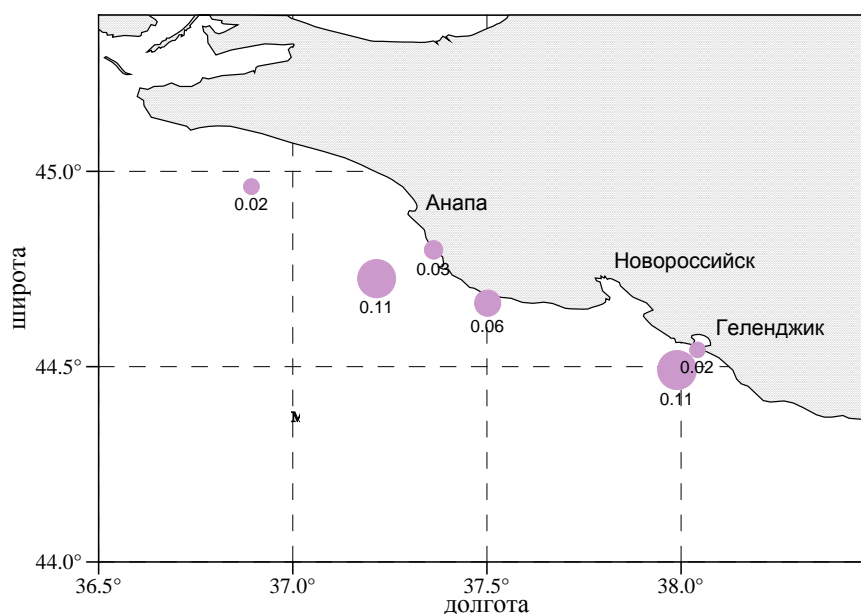 45.0°
0.02
Анапа
0.03
Новороссийск
0.11
0.06
Геленджик
44.5°
0.02
0.11
м
44.0°
36.5°
37.0°
37.5°
38.0°
долгота
широта